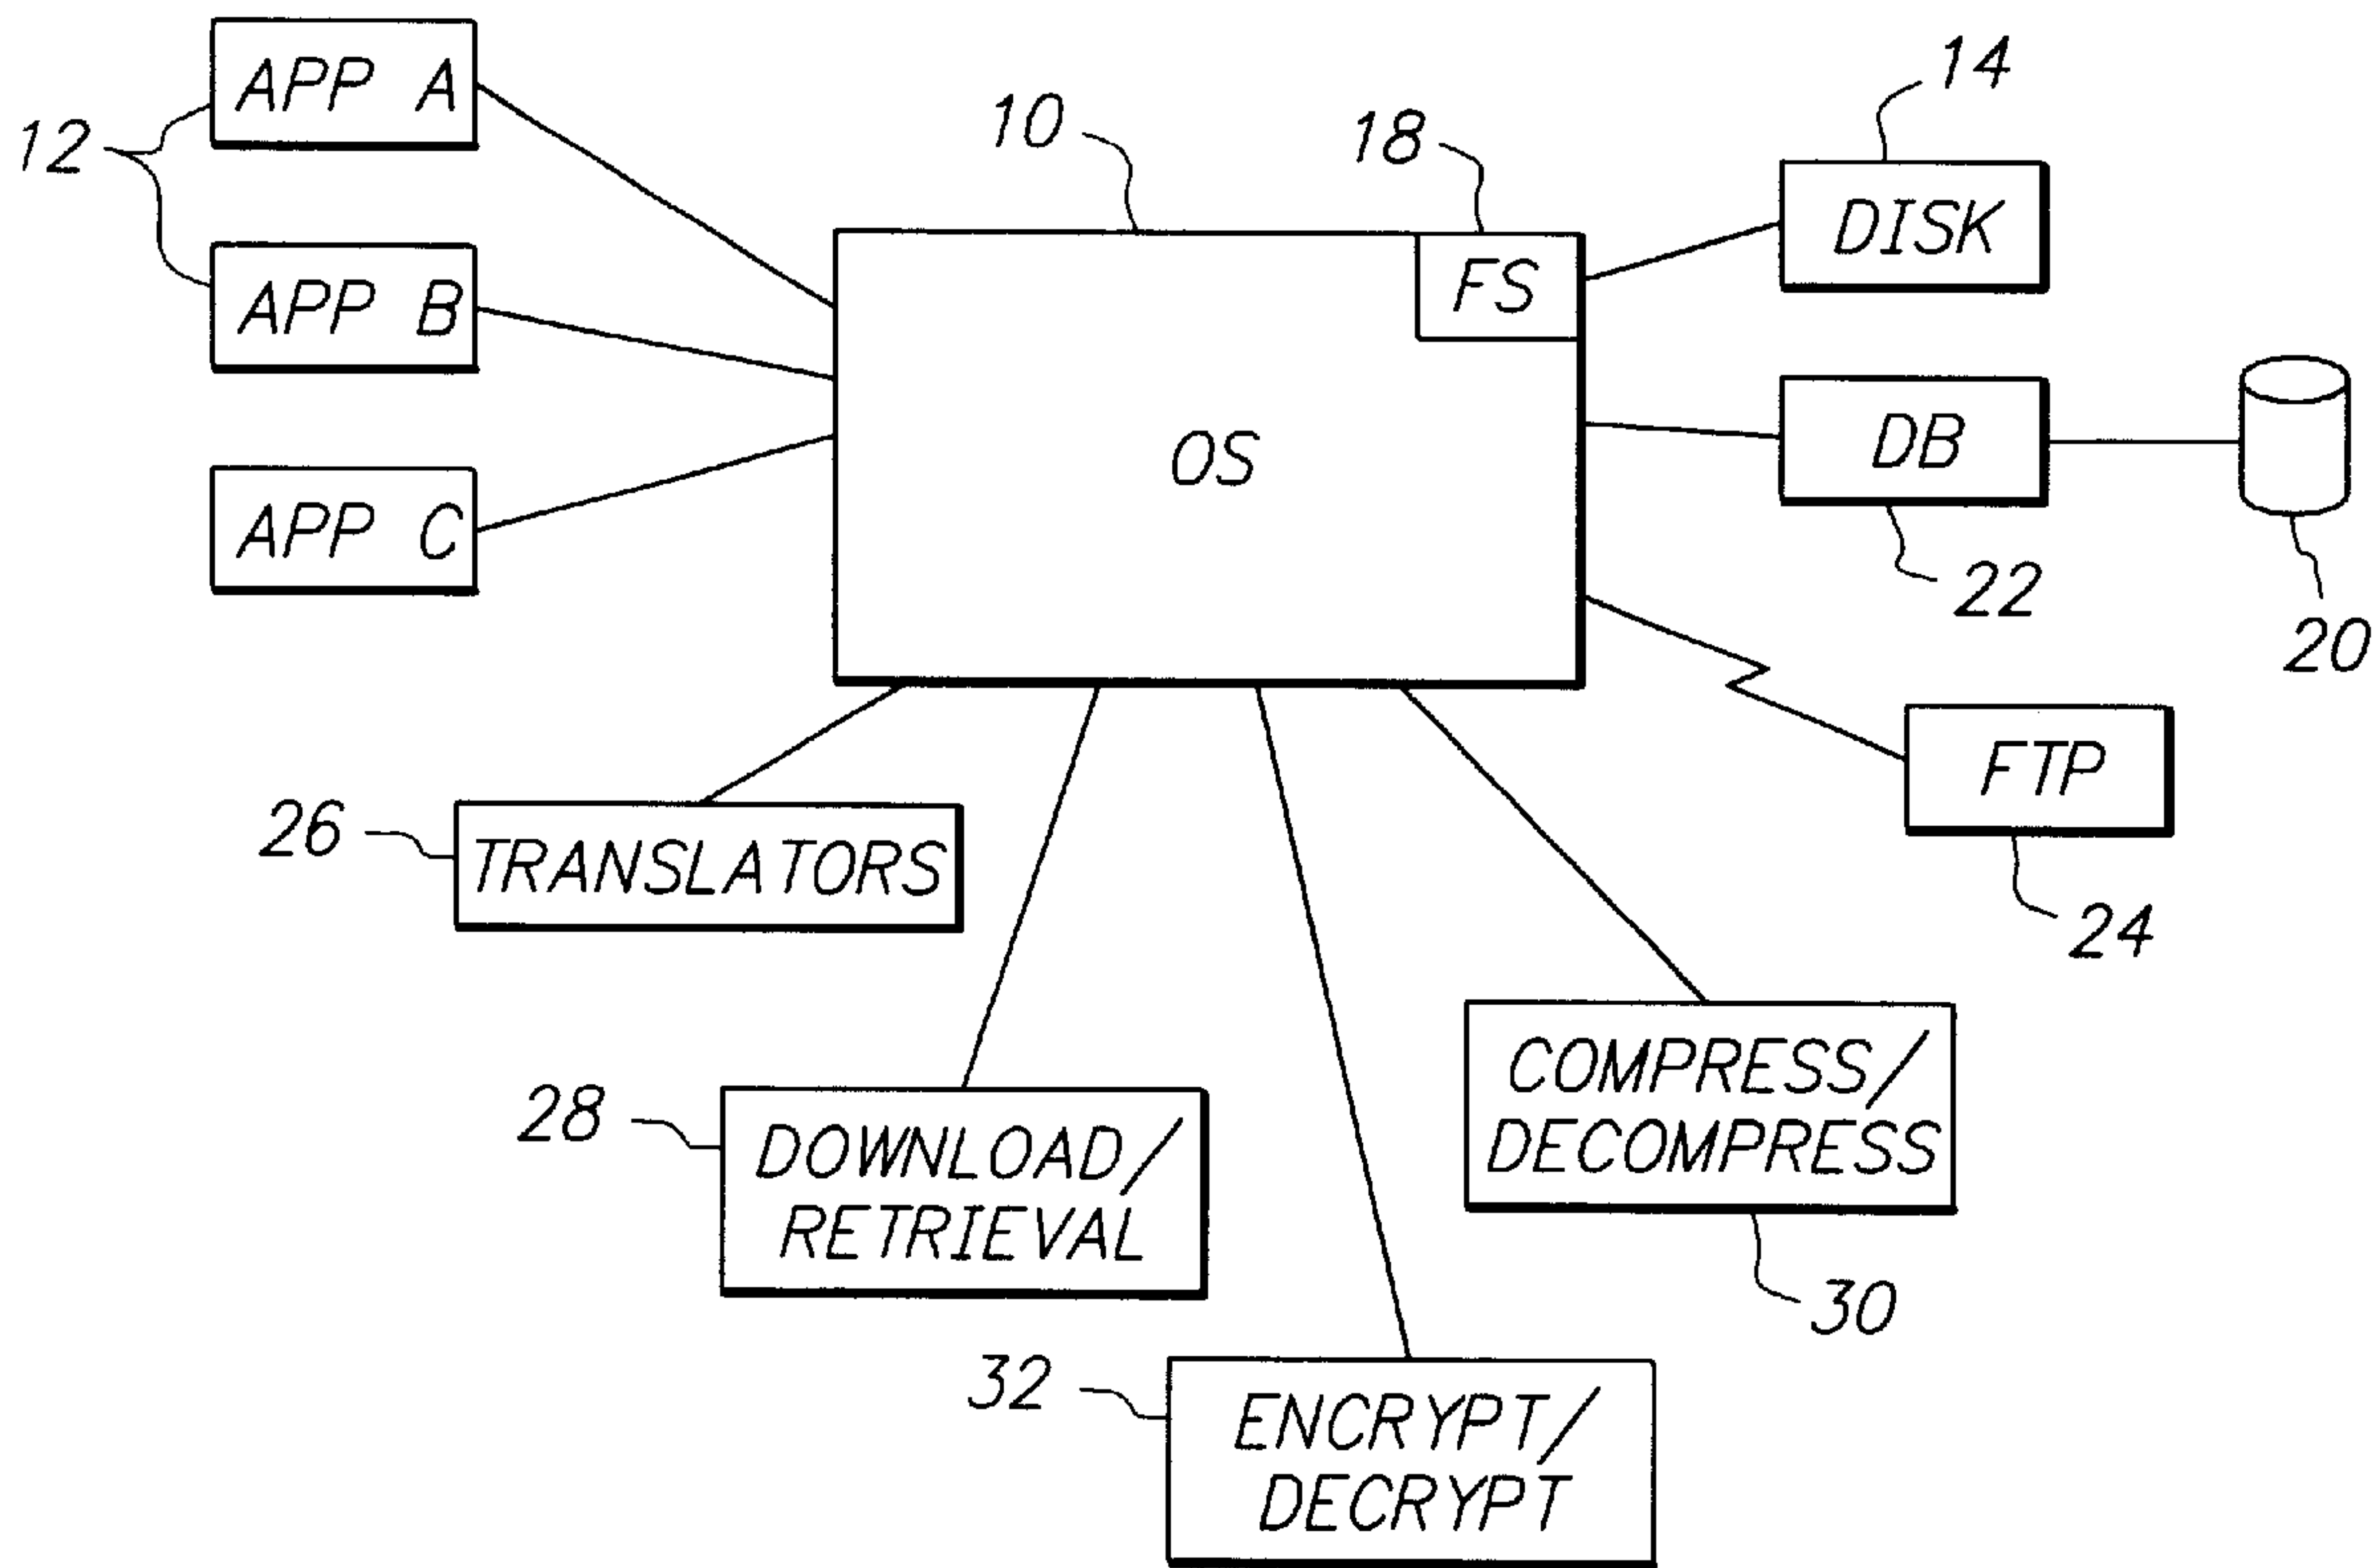 14
APP A
10
18
12
DISK
FS
APP B
DB
OS
APP C
22
20
FTP
26
TRANSLATORS
24
COMPRESS/
DECOMPRESS
28
DOWNLOAD/
RETRIEVAL
30
32
ENCRYPT/
DECRYPT